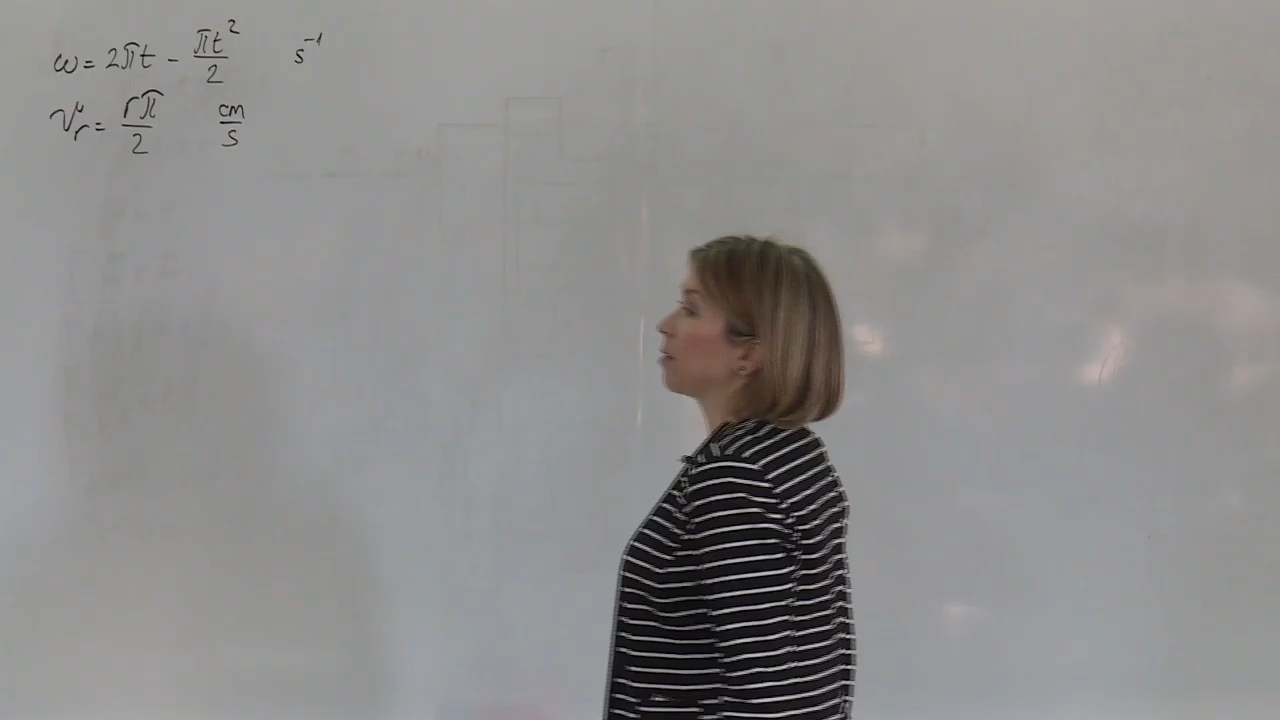 ω = 2πt - πt²/2 s⁻¹
v_r^M = rπ/2 cm/s